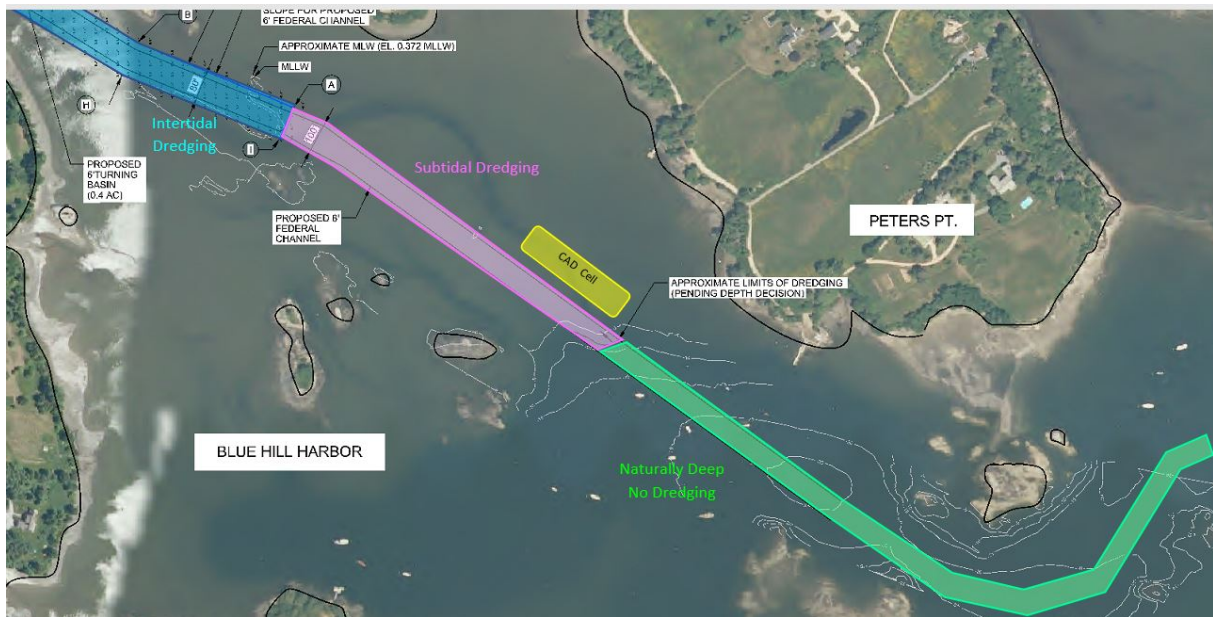 SLOPE FOR PROPOSED
6' FEDERAL CHANNEL
B
APPROXIMATE MLW (EL. 0.372 MLLW)
MLLW
A
H
80'
Intertidal
Dredging
I
100'
Subtidal Dredging
PROPOSED
6'TURNING
BASIN
(0.4 AC)
PROPOSED 6'
FEDERAL
CHANNEL
PETERS PT.
CAD Cell
APPROXIMATE LIMITS OF DREDGING
(PENDING DEPTH DECISION)
BLUE HILL HARBOR
Naturally Deep
No Dredging